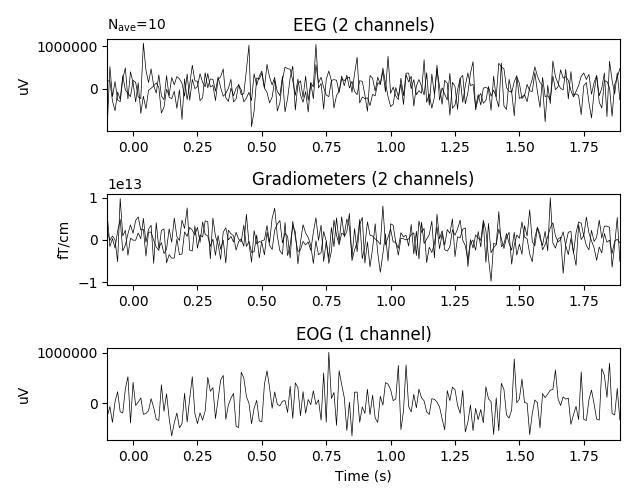 N_ave=10
EEG (2 channels)
1000000
0
uV
0.00 0.25 0.50 0.75 1.00 1.25 1.50 1.75
1e13
Gradiometers (2 channels)
1
0
−1
fT/cm
0.00 0.25 0.50 0.75 1.00 1.25 1.50 1.75
EOG (1 channel)
1000000
0
uV
0.00 0.25 0.50 0.75 1.00 1.25 1.50 1.75
Time (s)